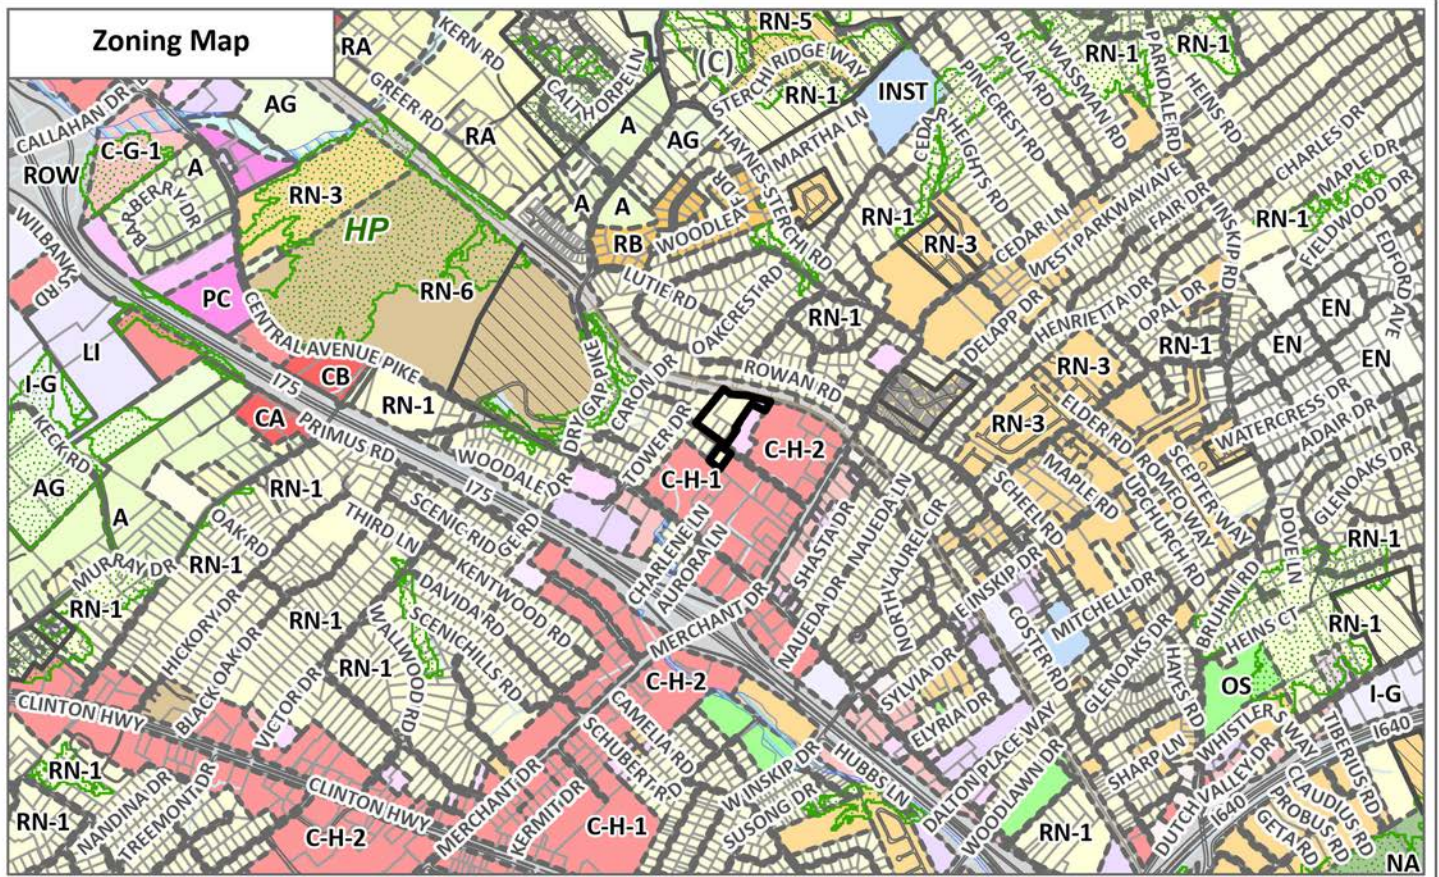 Zoning Map
RA
KERN RD
GREER RD
RA
CALTHORPE LN
A
(C)
RN-5
STERCHI RIDGE WAY
RN-1
INST
PAULA RD
WASSMAN RD
RN-1
PARKDALE RD
RN-1
HEINS RD
PINECREST RD
CALLAHAN DR
AG
C-G-1
A
ROW
BARBERRY DR
RN-3
HP
AG
HAYNES STERCHI RD
MARTHA LN
CEDAR HEIGHTS RD
CHARLES DR
MAPLE DR
FIELDWOOD DR
RN-1
EDFORD AVE
INSKIP RD
FAIR DR
WEST PARKWAY AVE
CEDAR LN
RN-3
RN-1
A
A
RB
WOODLEAF DR
WILBANKS RD
LI
PC
RN-6
LUTIE RD
OAKCREST RD
RN-1
DELAPP DR
HENRIETTA DR
OPAL DR
RN-1
EN
EN
EN
CENTRAL AVENUE PIKE
CB
I75
CA
PRIMUS RD
RN-1
DRY GAP PIKE
CARON DR
ROWAN RD
RN-3
RN-3
ELDER RD
WATERCRESS DR
ADAIR DR
I-G
KECK RD
AG
A
TOWER DR
C-H-2
C-H-1
WOODALE DR
I75
RN-1
OAK RD
RN-1
MURRAY DR
RN-1
THIRD LN
SCENIC RD
GERD
CHARLENE LN
AURORA LN
SHASTA DR
NAUEDA LN
NORTH LAURELCIR
SCHEEL RD
MAPLE RD
UPCHURCH RD
ROMEO WAY
SCEPTER WAY
GLENOAKS DR
DOVE LN
RN-1
HICKORY DR
BLACKOAK DR
RN-1
VICTOR DR
RN-1
WALLWOOD RD
DAVIDA RD
KENTWOOD RD
SCENICHILLS RD
MERCHANT DR
NAUEDA DR
E INSKIP DR
COSTER RD
MITCHELL DR
GLENOAKS DR
HAYES RD
BRUHIN RD
HEINS CT
RN-1
OS
I-G
CLINTON HWY
C-H-2
CAMELIA RD
SCHUBERT RD
SYLVIA DR
ELYRIA DR
DALTON PLACE WAY
WHISTLER S WAY
I640
TIBERIUS RD
SHARP LN
RN-1
NANDINA DR
TREEMONT DR
RN-1
CLINTON HWY
C-H-2
MERCHANT DR
KERMIT DR
C-H-1
W INSKIP DR
SUSONG DR
HUBBS LN
WOODLAWN DR
RN-1
DUTCH VALLEY DR
I640
CLAUDIUS RD
PROBUS RD
GETA RD
NA